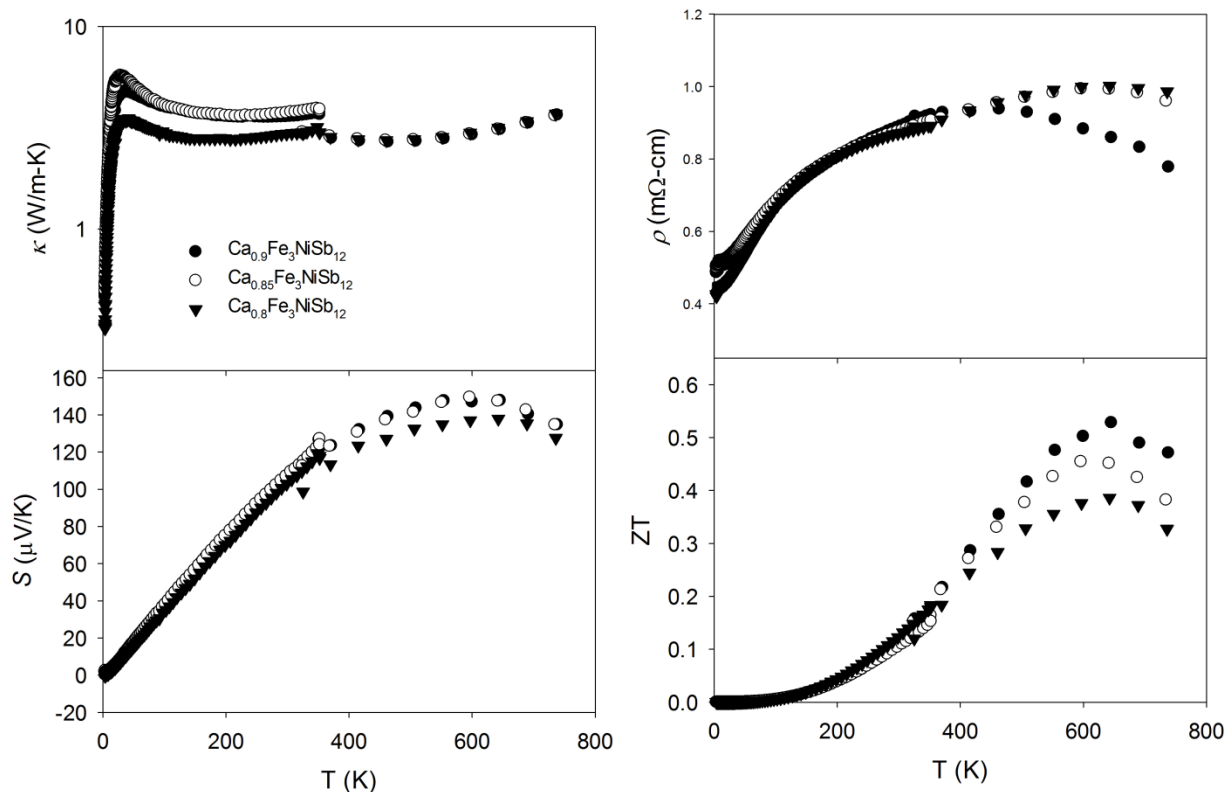 10
1
κ (W/m-K)
Ca0.9Fe3NiSb12
Ca0.85Fe3NiSb12
Ca0.8Fe3NiSb12
160
140
120
100
80
60
40
20
0
-20
S (μV/K)
0 200 400 600 800
T (K)
1.2
1.0
0.8
0.6
0.4
ρ (mΩ-cm)
0.6
0.5
0.4
0.3
0.2
0.1
0.0
ZT
0 200 400 600 800
T (K)